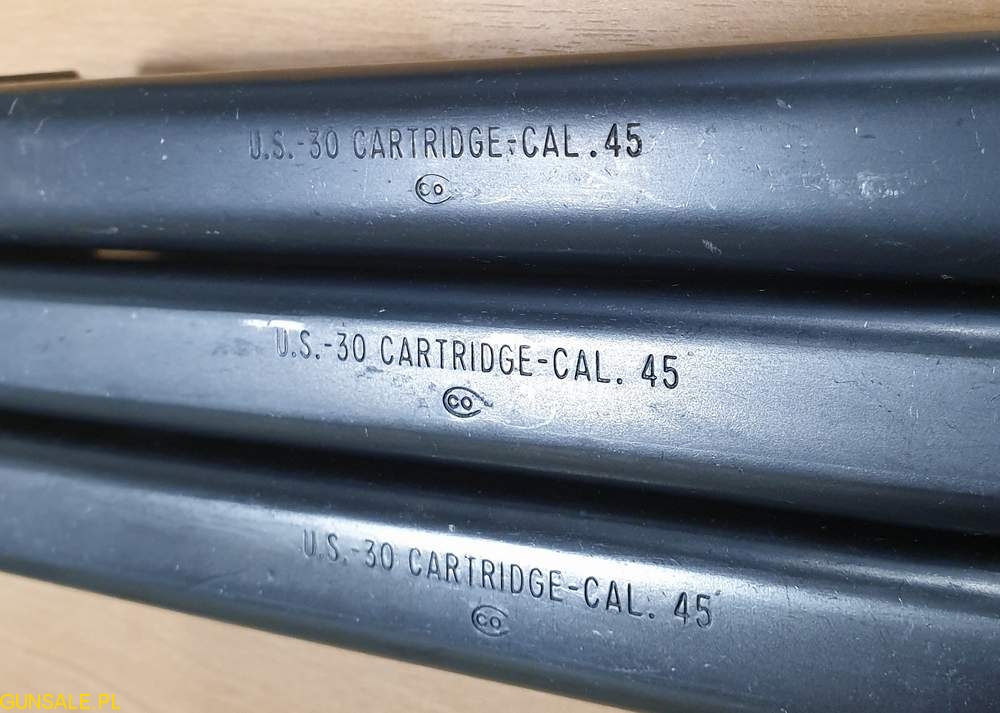 U.S.-30 CARTRIDGE-CAL .45
CO
U.S.-30 CARTRIDGE-CAL. 45
CO
U.S.-30 CARTRIDGE-CAL. 45
CO
GUNSALE.PL